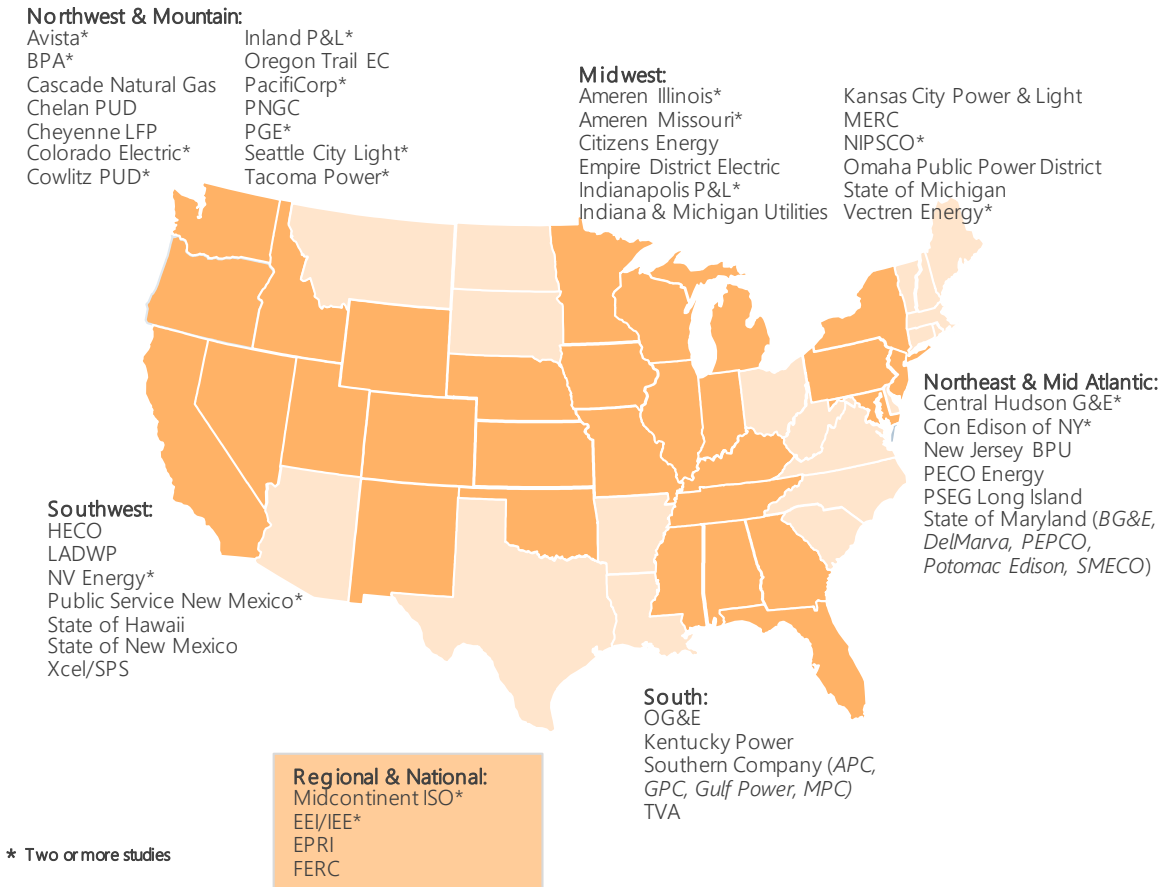 Northwest & Mountain:
Avista*
BPA*
Cascade Natural Gas
Chelan PUD
Cheyenne LFP
Colorado Electric*
Cowlitz PUD*
Inland P&L*
Oregon Trail EC
PacifiCorp*
PNGC
PGE*
Seattle City Light*
Tacoma Power*
Midwest:
Ameren Illinois*
Ameren Missouri*
Citizens Energy
Empire District Electric
Indianapolis P&L*
Indiana & Michigan Utilities
Kansas City Power & Light
MERC
NIPSCO*
Omaha Public Power District
State of Michigan
Vectren Energy*
Northeast & Mid Atlantic:
Central Hudson G&E*
Con Edison of NY*
New Jersey BPU
PECO Energy
PSEG Long Island
State of Maryland (BG&E,
DelMarva, PEPCO,
Potomac Edison, SMECO)
Southwest:
HECO
LADWP
NV Energy*
Public Service New Mexico*
State of Hawaii
State of New Mexico
Xcel/SPS
South:
OG&E
Kentucky Power
Southern Company (APC,
GPC, Gulf Power, MPC)
TVA
Regional & National:
Midcontinent ISO*
EEI/IEE*
EPRI
FERC
* Two or more studies